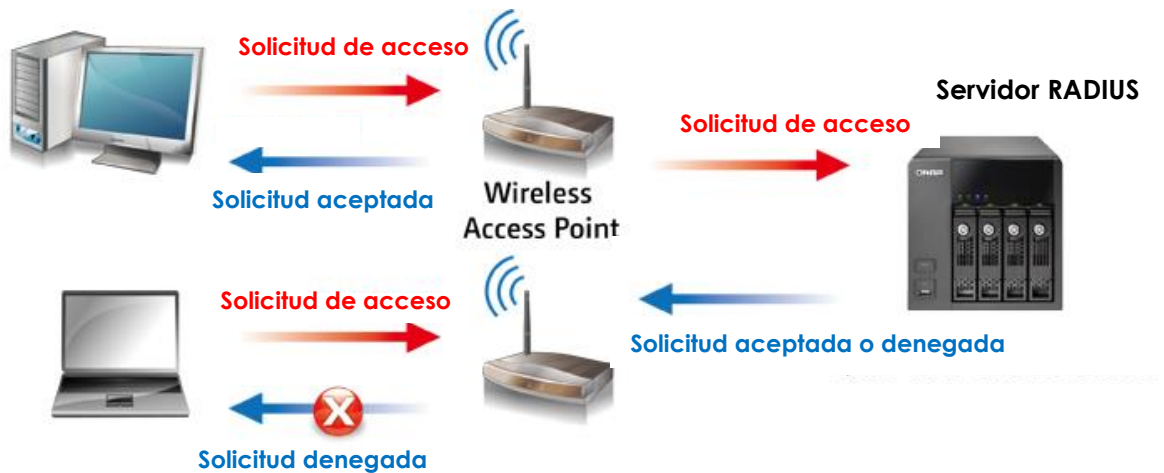 Solicitud de acceso
Servidor RADIUS
Solicitud de acceso
QNAP
Solicitud aceptada
Wireless
Access Point
Solicitud de acceso
Solicitud aceptada o denegada
X
Solicitud denegada